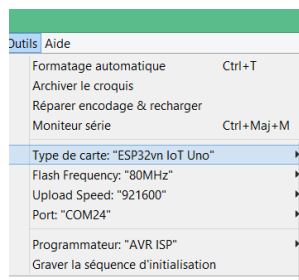 Outils Aide
Formatage automatique Ctrl+T
Archiver le croquis
Réparer encodage & recharger
Moniteur série Ctrl+Maj+M
Type de carte: "ESP32vn IoT Uno"
Flash Frequency: "80MHz"
Upload Speed: "921600"
Port: "COM24"
Programmateur: "AVR ISP"
Graver la séquence d'initialisation